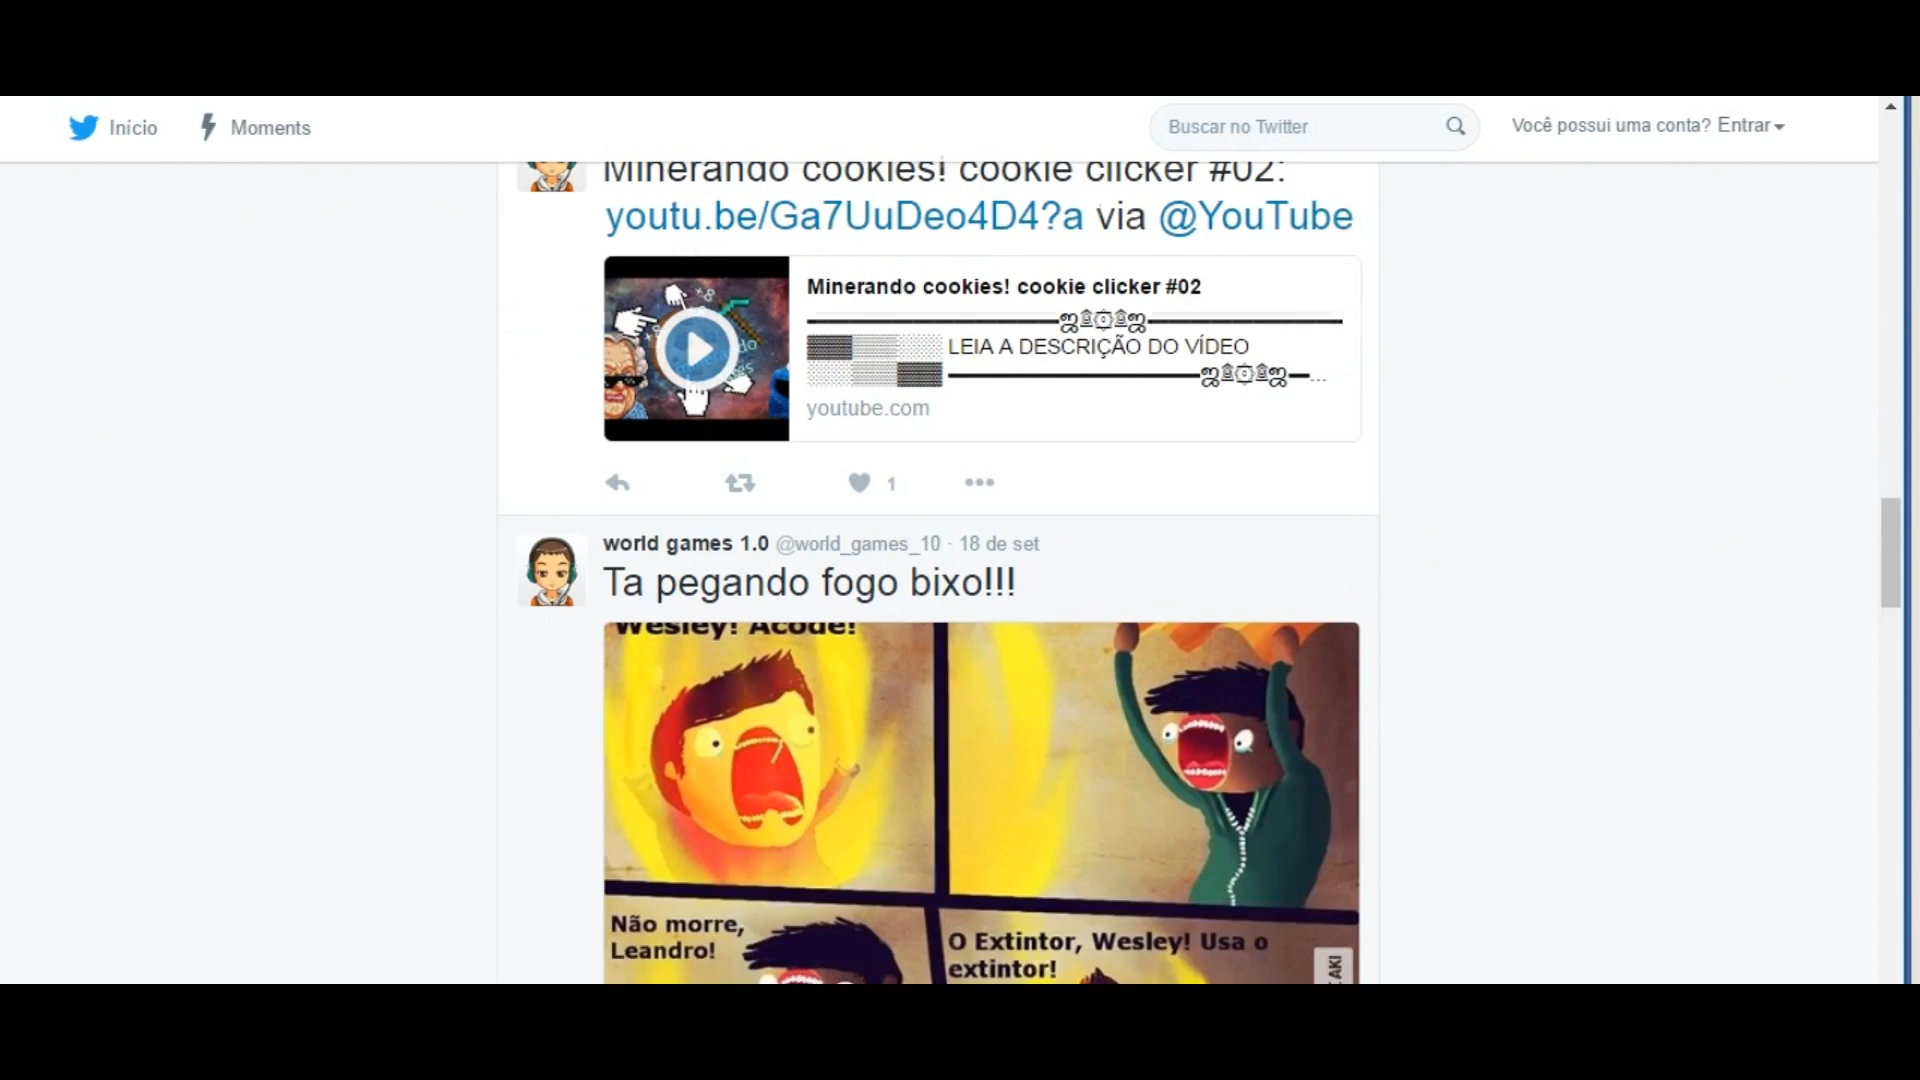 Início
Moments
Buscar no Twitter
Você possui uma conta? Entrar
Minerando cookies! cookie clicker #02:
youtu.be/Ga7UuDeo4D4?a via @YouTube
Minerando cookies! cookie clicker #02
LEIA A DESCRIÇÃO DO VÍDEO
...
youtube.com
1
world games 1.0 @world_games_10 · 18 de set
Ta pegando fogo bixo!!!
Wesley! Acode!
Não morre,
Leandro!
O Extintor, Wesley! Usa o
extintor!